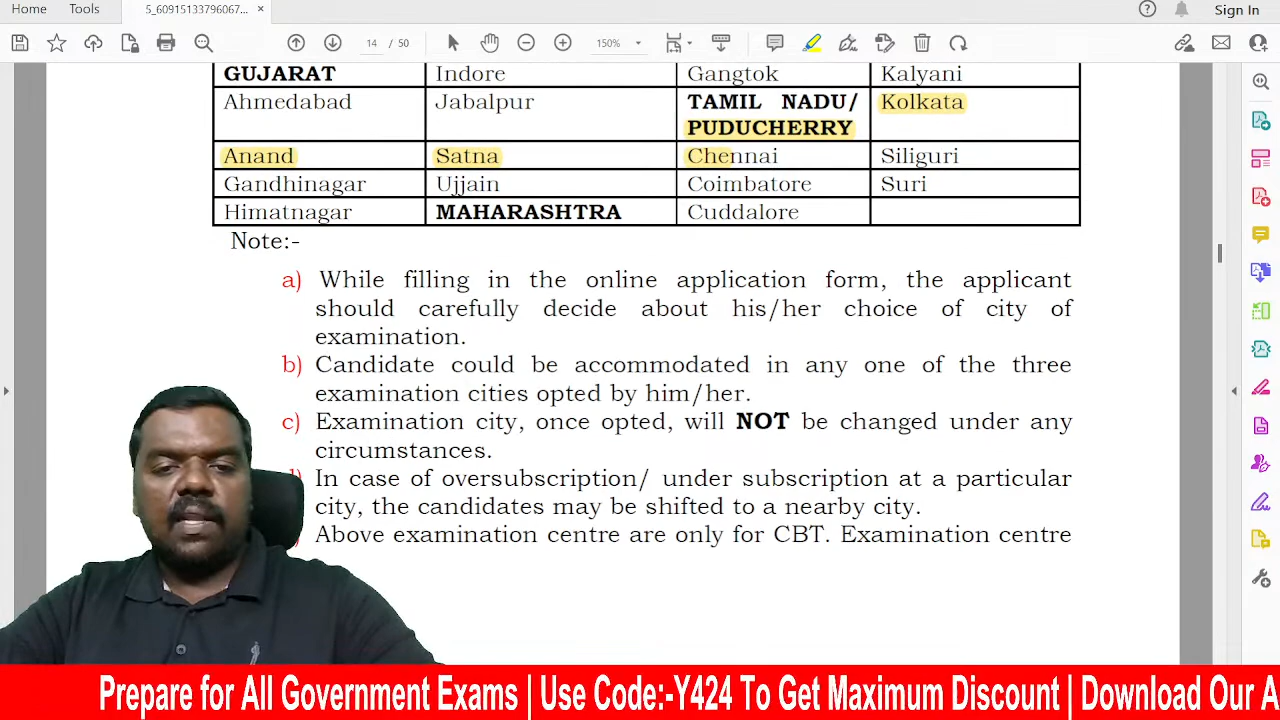 Home Tools 5_60915133796067... × ? Sign In
14 / 50 150%
GUJARAT Indore Gangtok Kalyani
Ahmedabad Jabalpur TAMIL NADU/ Kolkata
PUDUCHERRY
Anand Satna Chennai Siliguri
Gandhinagar Ujjain Coimbatore Suri
Himatnagar MAHARASHTRA Cuddalore
Note:-
a) While filling in the online application form, the applicant
should carefully decide about his/her choice of city of
examination.
b) Candidate could be accommodated in any one of the three
examination cities opted by him/her.
c) Examination city, once opted, will NOT be changed under any
circumstances.
In case of oversubscription/ under subscription at a particular
city, the candidates may be shifted to a nearby city.
Above examination centre are only for CBT. Examination centre
Prepare for All Government Exams | Use Code:-Y424 To Get Maximum Discount | Download Our A